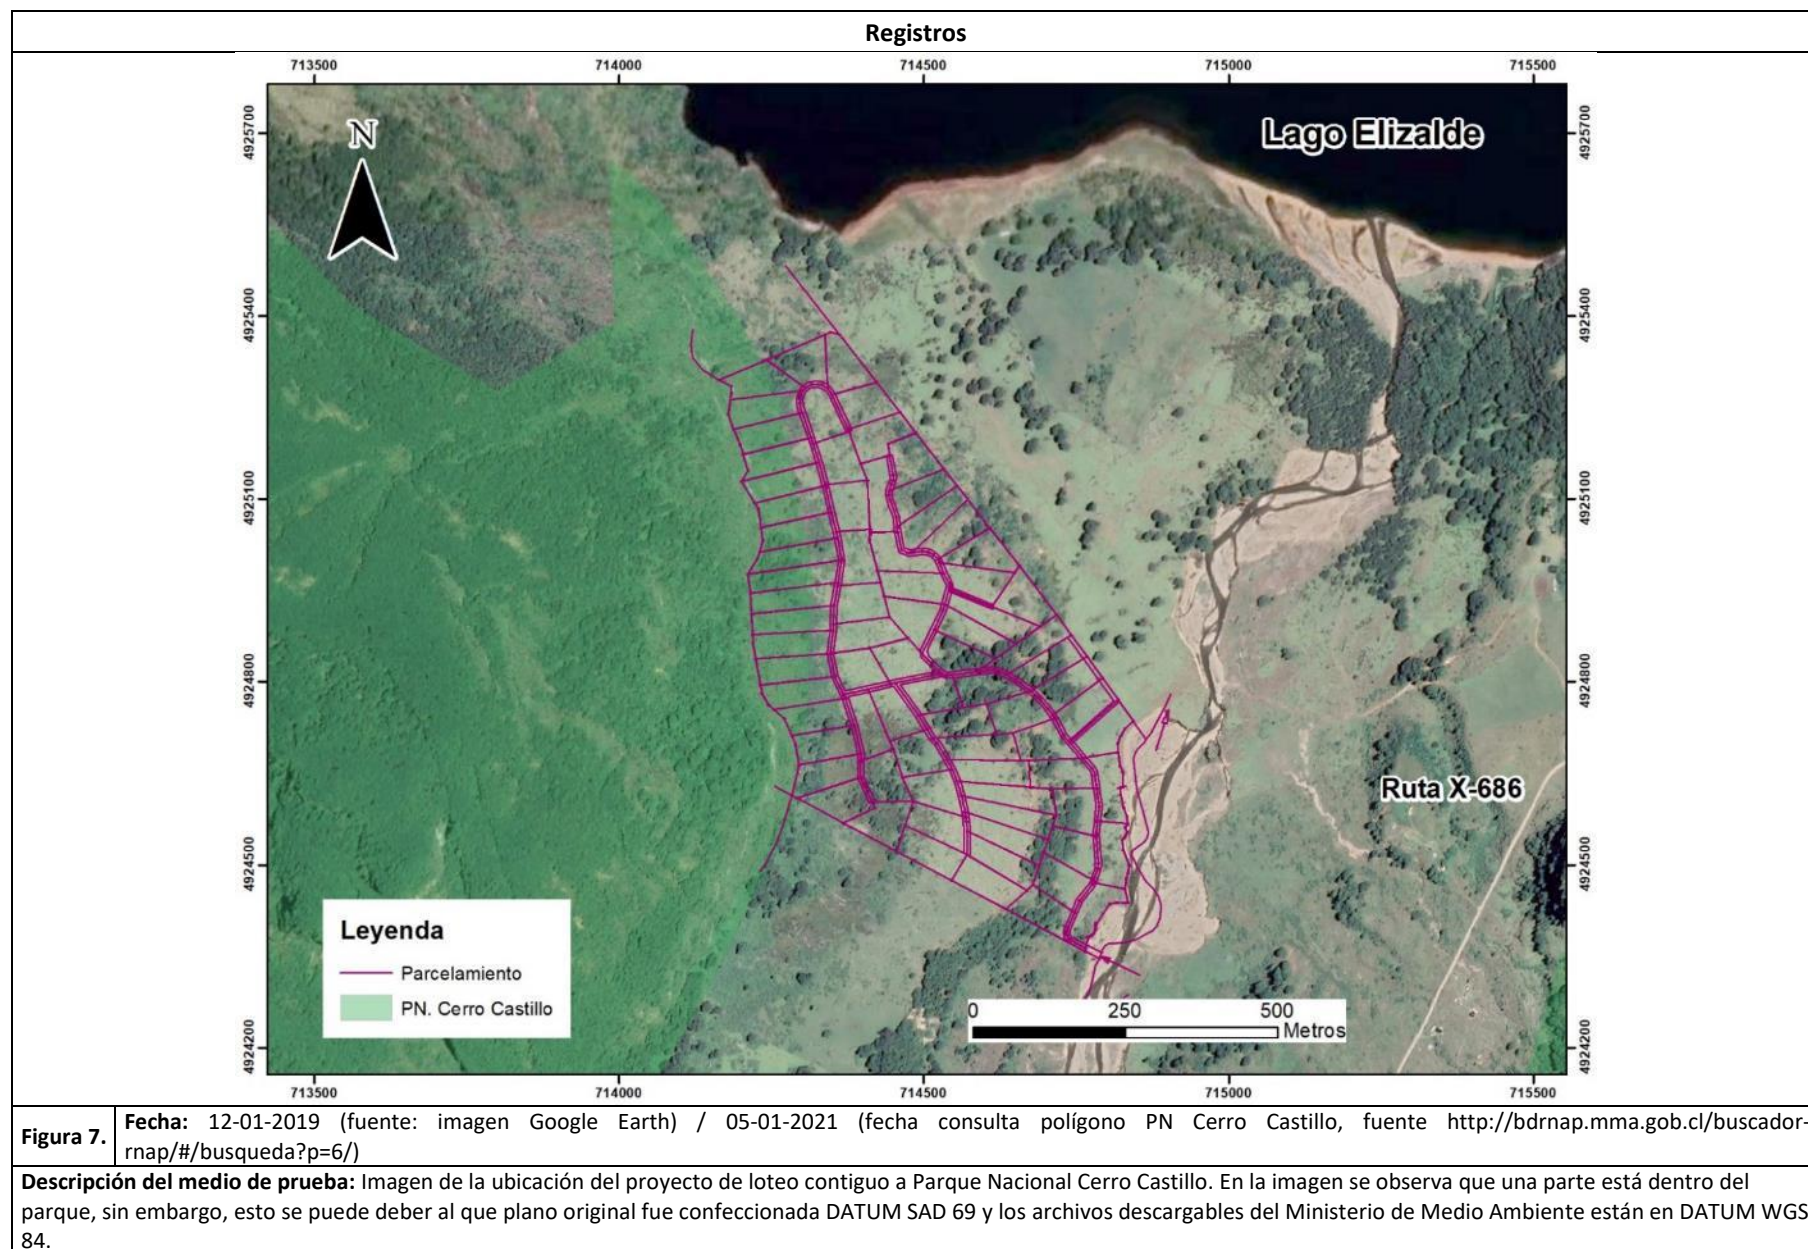 Registros
713500 714000 714500 715000 715500
4925700 4925700
Lago Elizalde
N
4925400 4925400
4925100 4925100
4924800 4924800
Ruta X-686
4924500 4924500
Leyenda
Parcelamiento
PN. Cerro Castillo
0 250 500
Metros
4924200 4924200
713500 714000 714500 715000 715500
Figura 7.
Fecha: 12-01-2019 (fuente: imagen Google Earth) / 05-01-2021 (fecha consulta polígono PN Cerro Castillo, fuente http://bdrnap.mma.gob.cl/buscador-
rnap/#/busqueda?p=6/)
Descripción del medio de prueba: Imagen de la ubicación del proyecto de loteo contiguo a Parque Nacional Cerro Castillo. En la imagen se observa que una parte está dentro del
parque, sin embargo, esto se puede deber al que plano original fue confeccionada DATUM SAD 69 y los archivos descargables del Ministerio de Medio Ambiente están en DATUM WGS
84.